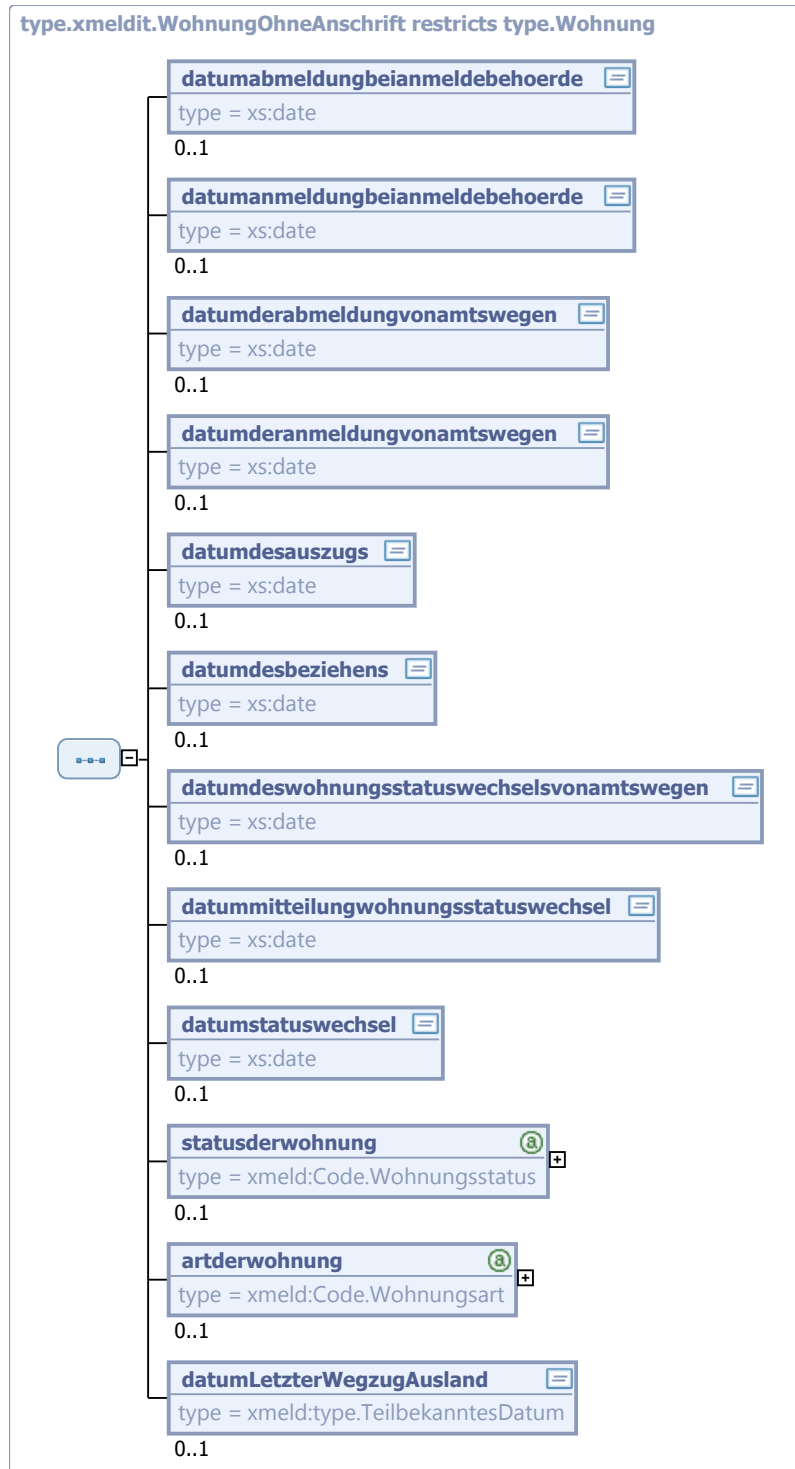 type.xmeldit.WohnungOhneAnschrift restricts type.Wohnung
datumabmeldungbeianmeldebehoerde
type = xs:date
0..1
datumanmeldungbeianmeldebehoerde
type = xs:date
0..1
datumderabmeldungvonamtswegen
type = xs:date
0..1
datumderanmeldungvonamtswegen
type = xs:date
0..1
datumdesauszugs
type = xs:date
0..1
datumdesbeziehens
type = xs:date
0..1
datumdeswohnungsstatuswechselsvonamtswegen
type = xs:date
0..1
datummitteilungwohnungsstatuswechsel
type = xs:date
0..1
datumstatuswechsel
type = xs:date
0..1
statusderwohnung
type = xmeld:Code.Wohnungsstatus
0..1
artderwohnung
type = xmeld:Code.Wohnungsart
0..1
datumLetzterWegzugAusland
type = xmeld:type.TeilbekanntesDatum
0..1